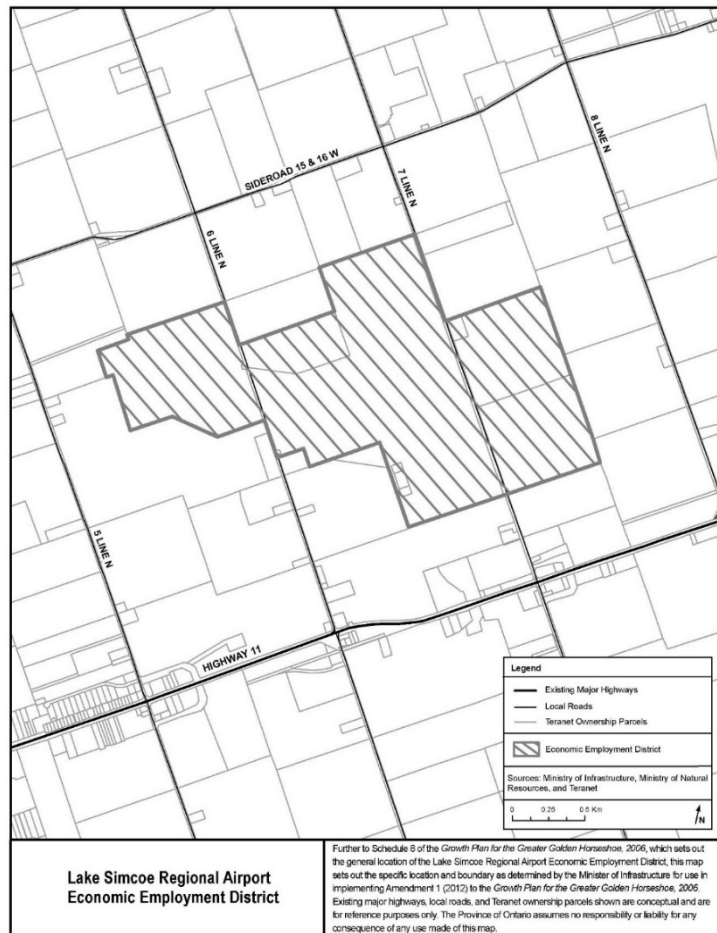 SIDEROAD 15 & 16 W
8 LINE N
7 LINE N
6 LINE N
5 LINE N
HIGHWAY 11
Legend
Existing Major Highways
Local Roads
Teranet Ownership Parcels
Economic Employment District
Sources: Ministry of Infrastructure, Ministry of Natural
Resources, and Teranet
0 0.25 0.5 Km
N
Lake Simcoe Regional Airport
Economic Employment District
Further to Schedule 8 of the Growth Plan for the Greater Golden Horseshoe, 2006, which sets out
the general location of the Lake Simcoe Regional Airport Economic Employment District, this map
sets out the specific location and boundary as determined by the Minister of Infrastructure for use in
implementing Amendment 1 (2012) to the Growth Plan for the Greater Golden Horseshoe, 2006.
Existing major highways, local roads, and Teranet ownership parcels shown are conceptual and are
for reference purposes only. The Province of Ontario assumes no responsibility or liability for any
consequence of any use made of this map.